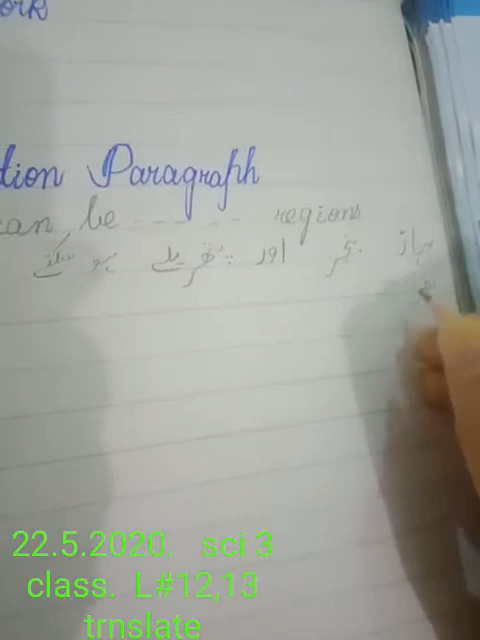 ork
tion Paragraph
can be - - - - - regions
پہاڑ بنجر اور پتھریلے ہو سکتے
22.5.2020. sci 3
class. L#12,13
trnslate